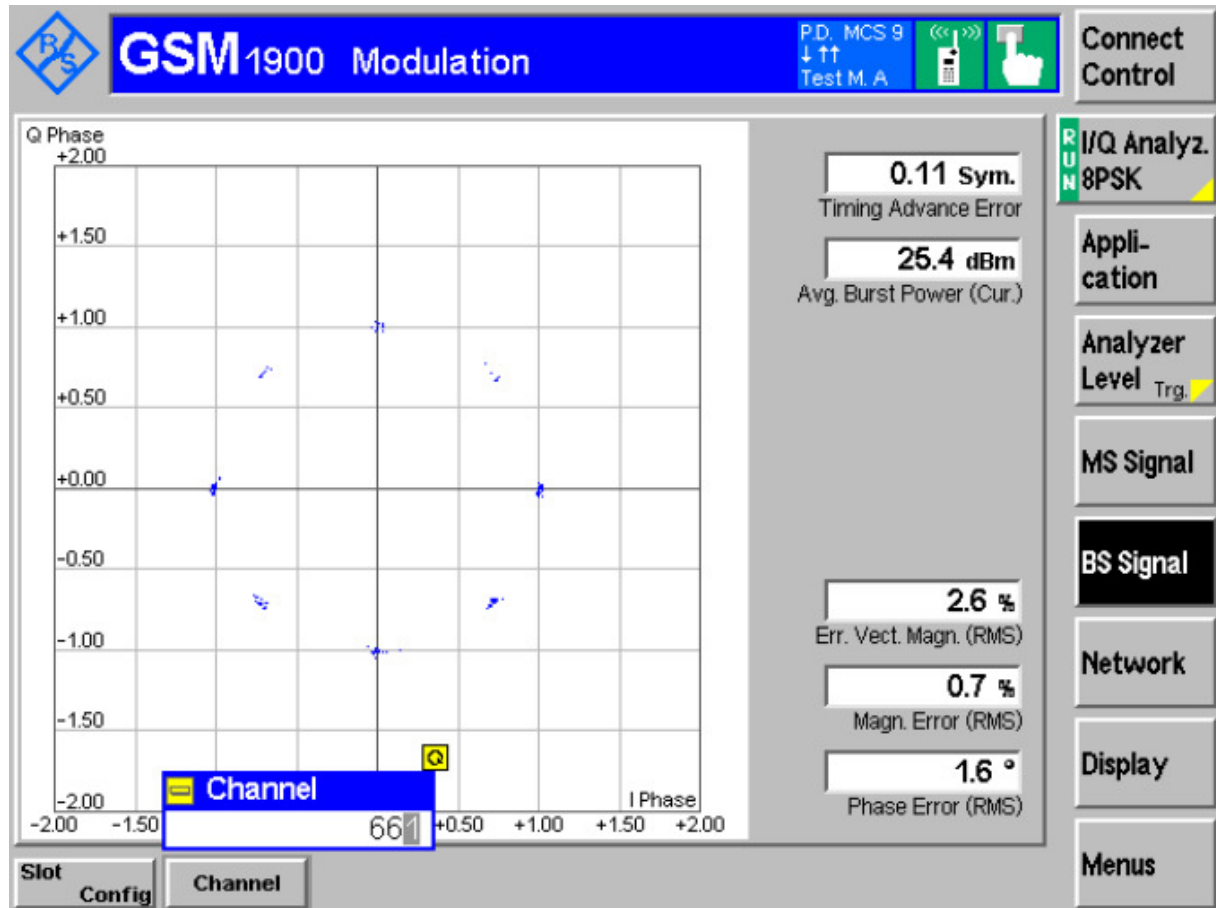 R/S
GSM 1900 Modulation
P.D. MCS 9
↓ ↑↑
Test M. A
Connect
Control
Q Phase
+2.00
+1.50
+1.00
+0.50
+0.00
-0.50
-1.00
-1.50
-2.00
I Phase
-2.00 -1.50 +0.50 +1.00 +1.50 +2.00
Q
Channel
661
0.11 Sym.
Timing Advance Error
25.4 dBm
Avg. Burst Power (Cur.)
2.6 %
Err. Vect. Magn. (RMS)
0.7 %
Magn. Error (RMS)
1.6 °
Phase Error (RMS)
RUN
I/Q Analyz.
8PSK
Appli-
cation
Analyzer
Level Trg.
MS Signal
BS Signal
Network
Display
Menus
Slot
Config
Channel